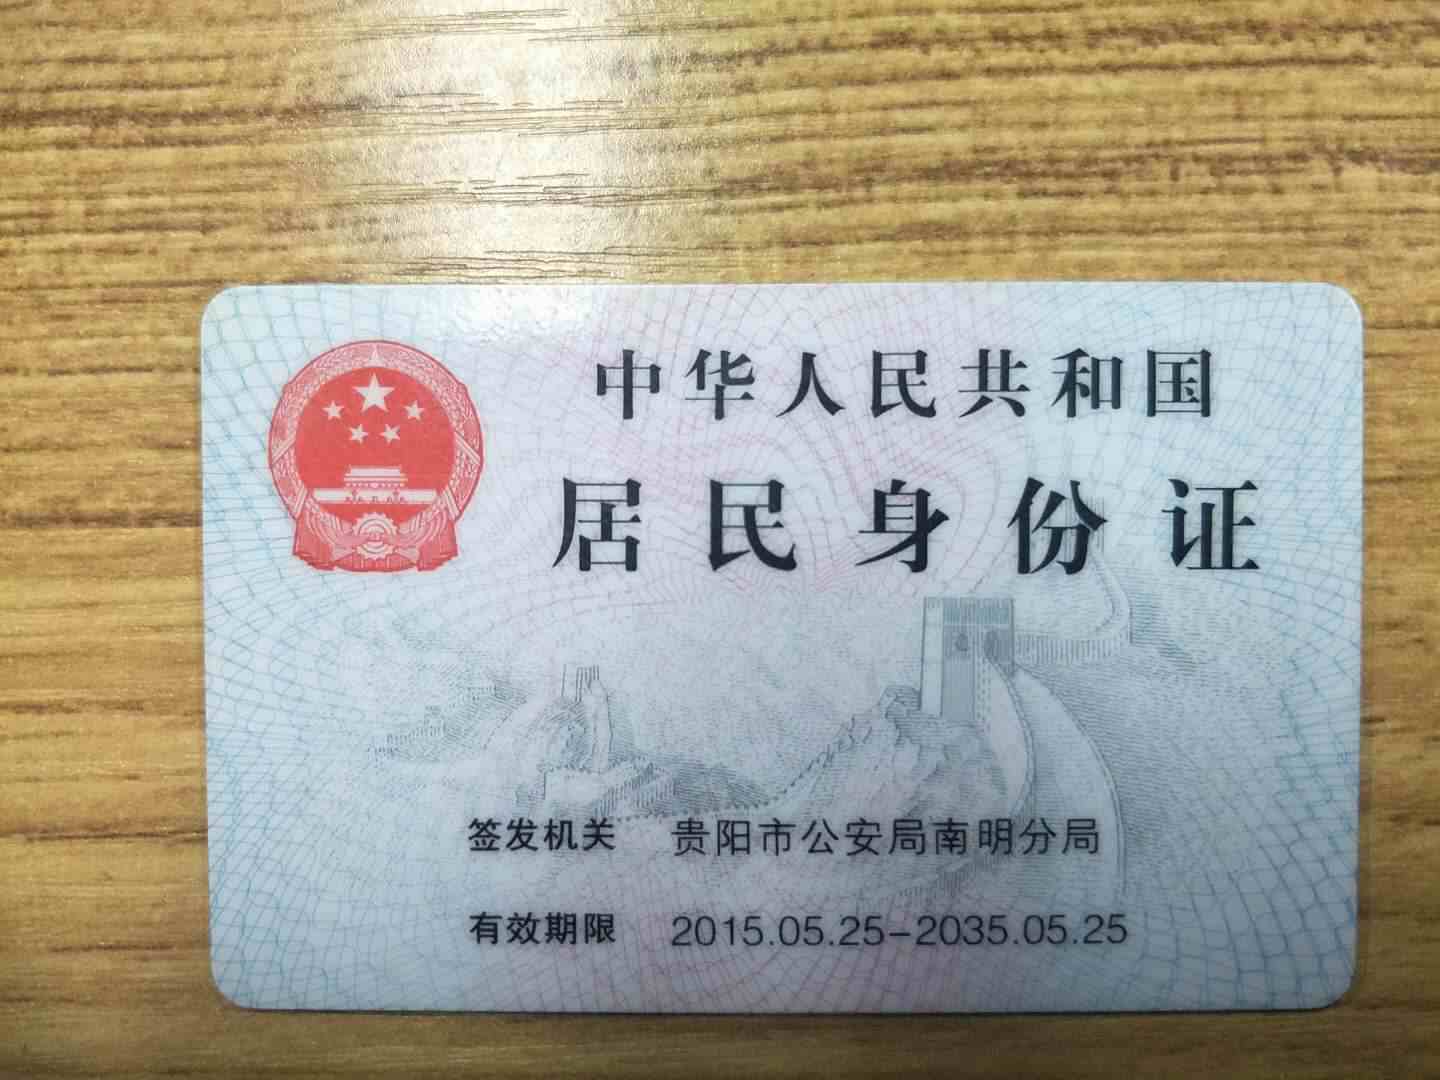 中华人民共和国
居民身份证
签发机关 贵阳市公安局南明分局
有效期限 2015.05.25-2035.05.25